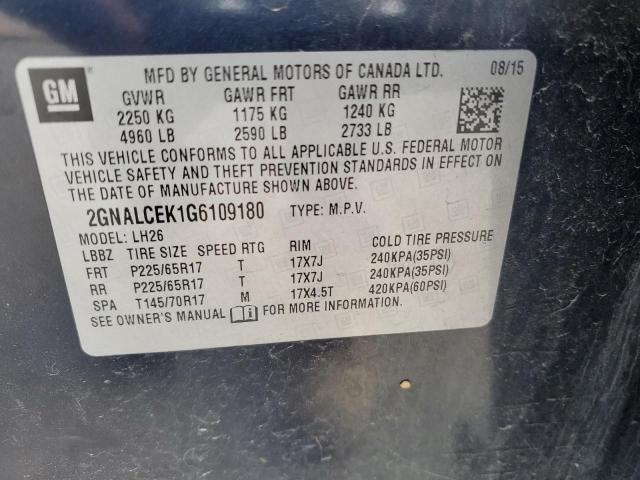 GM MFD BY GENERAL MOTORS OF CANADA LTD. 08/15
GVWR GAWR FRT GAWR RR
2250 KG 1175 KG 1240 KG
4960 LB 2590 LB 2733 LB
THIS VEHICLE CONFORMS TO ALL APPLICABLE U.S. FEDERAL MOTOR
VEHICLE SAFETY AND THEFT PREVENTION STANDARDS IN EFFECT ON
THE DATE OF MANUFACTURE SHOWN ABOVE.
2GNALCEK1G6109180 TYPE: M.P.V.
MODEL: LH26
LBBZ TIRE SIZE SPEED RTG RIM COLD TIRE PRESSURE
FRT P225/65R17 T 17X7J 240KPA(35PSI)
RR P225/65R17 T 17X7J 240KPA(35PSI)
SPA T145/70R17 M 17X4.5T 420KPA(60PSI)
SEE OWNER'S MANUAL FOR MORE INFORMATION.